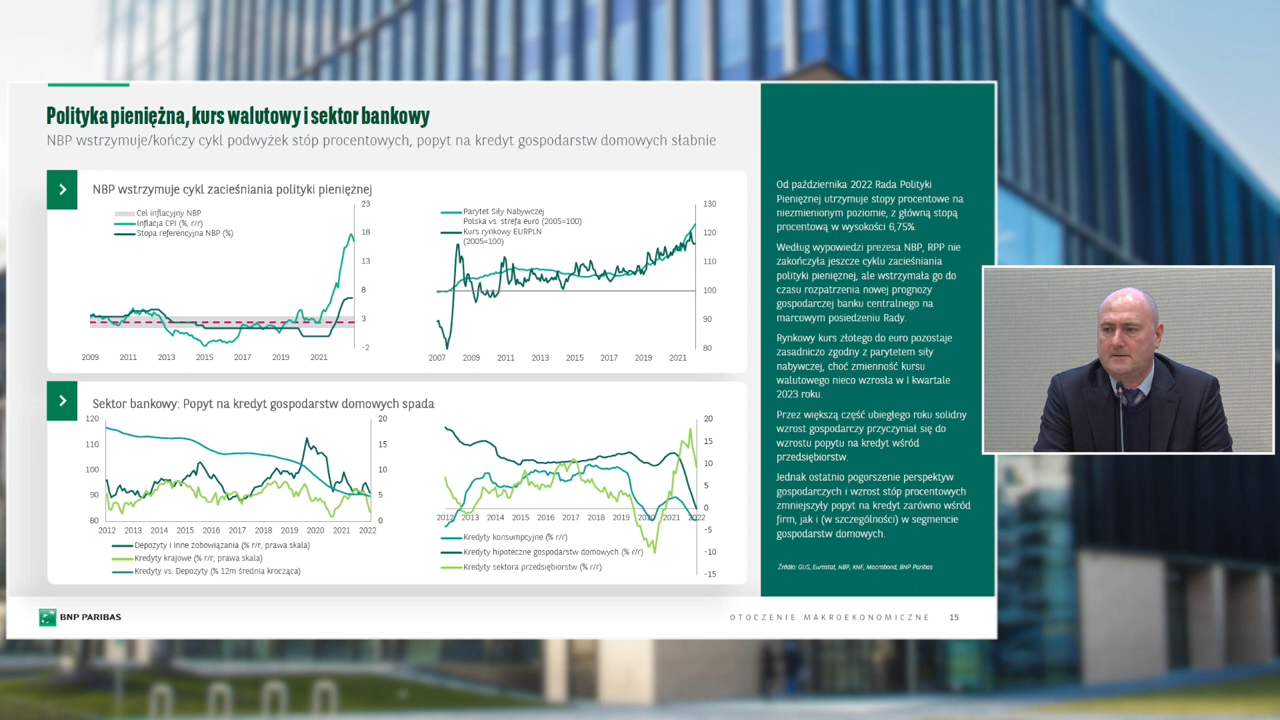 Polityka pieniężna, kurs walutowy i sektor bankowy
NBP wstrzymuje/kończy cykl podwyżek stóp procentowych, popyt na kredyt gospodarstw domowych słabnie
NBP wstrzymuje cykl zacieśniania polityki pieniężnej
Cel inflacyjny NBP
Inflacja CPI (%, r/r)
Stopa referencyjna NBP (%)
23
18
13
8
3
-2
2009 2011 2013 2015 2017 2019 2021
Parytet Siły Nabywczej
Polska vs. strefa euro (2005=100)
Kurs rynkowy EURPLN
(2005=100)
130
120
110
100
90
80
2007 2009 2011 2013 2015 2017 2019 2021
Sektor bankowy: Popyt na kredyt gospodarstw domowych spada
120
110
100
90
80
20
15
10
5
0
2012 2013 2014 2015 2016 2017 2018 2019 2020 2021 2022
Depozyty i inne zobowiązania (% r/r, prawa skala)
Kredyty krajowe (% r/r, prawa skala)
Kredyty vs. Depozyty (% 12m średnia krocząca)
20
15
10
5
0
-5
-10
-15
2012 2013 2014 2015 2016 2017 2018 2019 2020 2021 2022
Kredyty konsumpcyjne (% r/r)
Kredyty hipoteczne gospodarstw domowych (% r/r)
Kredyty sektora przedsiębiorstw (% r/r)
Od października 2022 Rada Polityki
Pieniężnej utrzymuje stopy procentowe na
niezmienionym poziomie, z główną stopą
procentową w wysokości 6,75%.
Według wypowiedzi prezesa NBP, RPP nie
zakończyła jeszcze cyklu zacieśniania
polityki pieniężnej, ale wstrzymała go do
czasu rozpatrzenia nowej prognozy
gospodarczej banku centralnego na
marcowym posiedzeniu Rady.
Rynkowy kurs złotego do euro pozostaje
zasadniczo zgodny z parytetem siły
nabywczej, choć zmienność kursu
walutowego nieco wzrosła w I kwartale
2023 roku.
Przez większą część ubiegłego roku solidny
wzrost gospodarczy przyczyniał się do
wzrostu popytu na kredyt wśród
przedsiębiorstw.
Jednak ostatnio pogorszenie perspektyw
gospodarczych i wzrost stóp procentowych
zmniejszyły popyt na kredyt zarówno wśród
firm, jak i (w szczególności) w segmencie
gospodarstw domowych.
Źródło: GUS, Eurostat, NBP, KNF, Macrobond, BNP Paribas
BNP PARIBAS
OTOCZENIE MAKROEKONOMICZNE 15